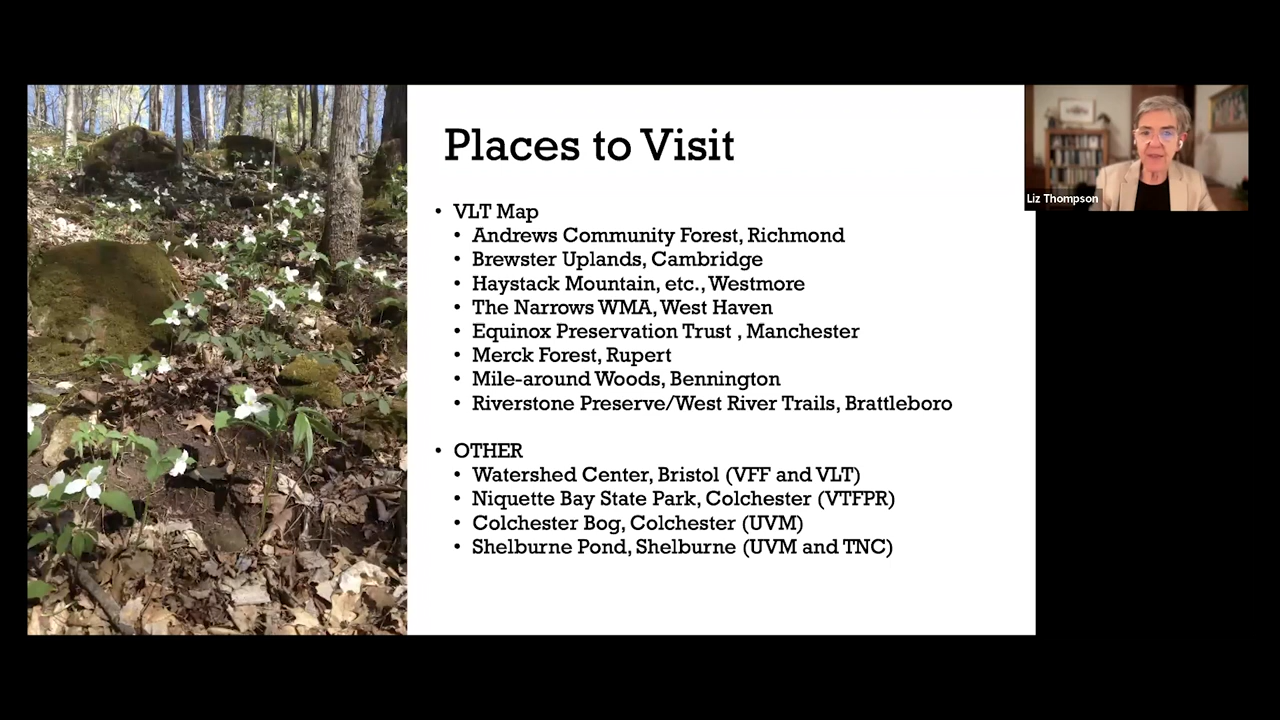 Places to Visit
• VLT Map
• Andrews Community Forest, Richmond
• Brewster Uplands, Cambridge
• Haystack Mountain, etc., Westmore
• The Narrows WMA, West Haven
• Equinox Preservation Trust , Manchester
• Merck Forest, Rupert
• Mile-around Woods, Bennington
• Riverstone Preserve/West River Trails, Brattleboro
• OTHER
• Watershed Center, Bristol (VFF and VLT)
• Niquette Bay State Park, Colchester (VTFPR)
• Colchester Bog, Colchester (UVM)
• Shelburne Pond, Shelburne (UVM and TNC)
Liz Thompson